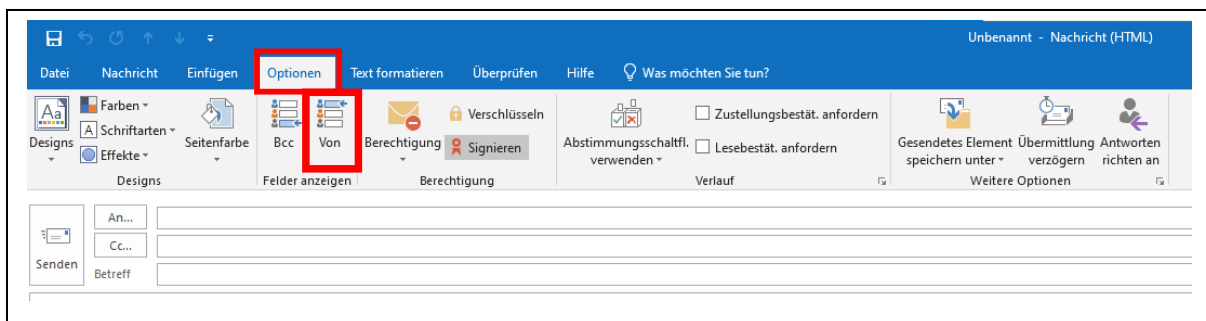 Unbenannt - Nachricht (HTML)
Datei Nachricht Einfügen Optionen Text formatieren Überprüfen Hilfe Was möchten Sie tun?
Aa Farben
A Schriftarten
Effekte
Designs
Seitenfarbe
Designs
Bcc Von
Felder anzeigen
Berechtigung
Verschlüsseln
Signieren
Berechtigung
Abstimmungsschaltfl.
verwenden
Zustellungsbestät. anfordern
Lesebestät. anfordern
Verlauf
Gesendetes Element
speichern unter
Übermittlung
verzögern
Antworten
richten an
Weitere Optionen
Senden
An...
Cc...
Betreff